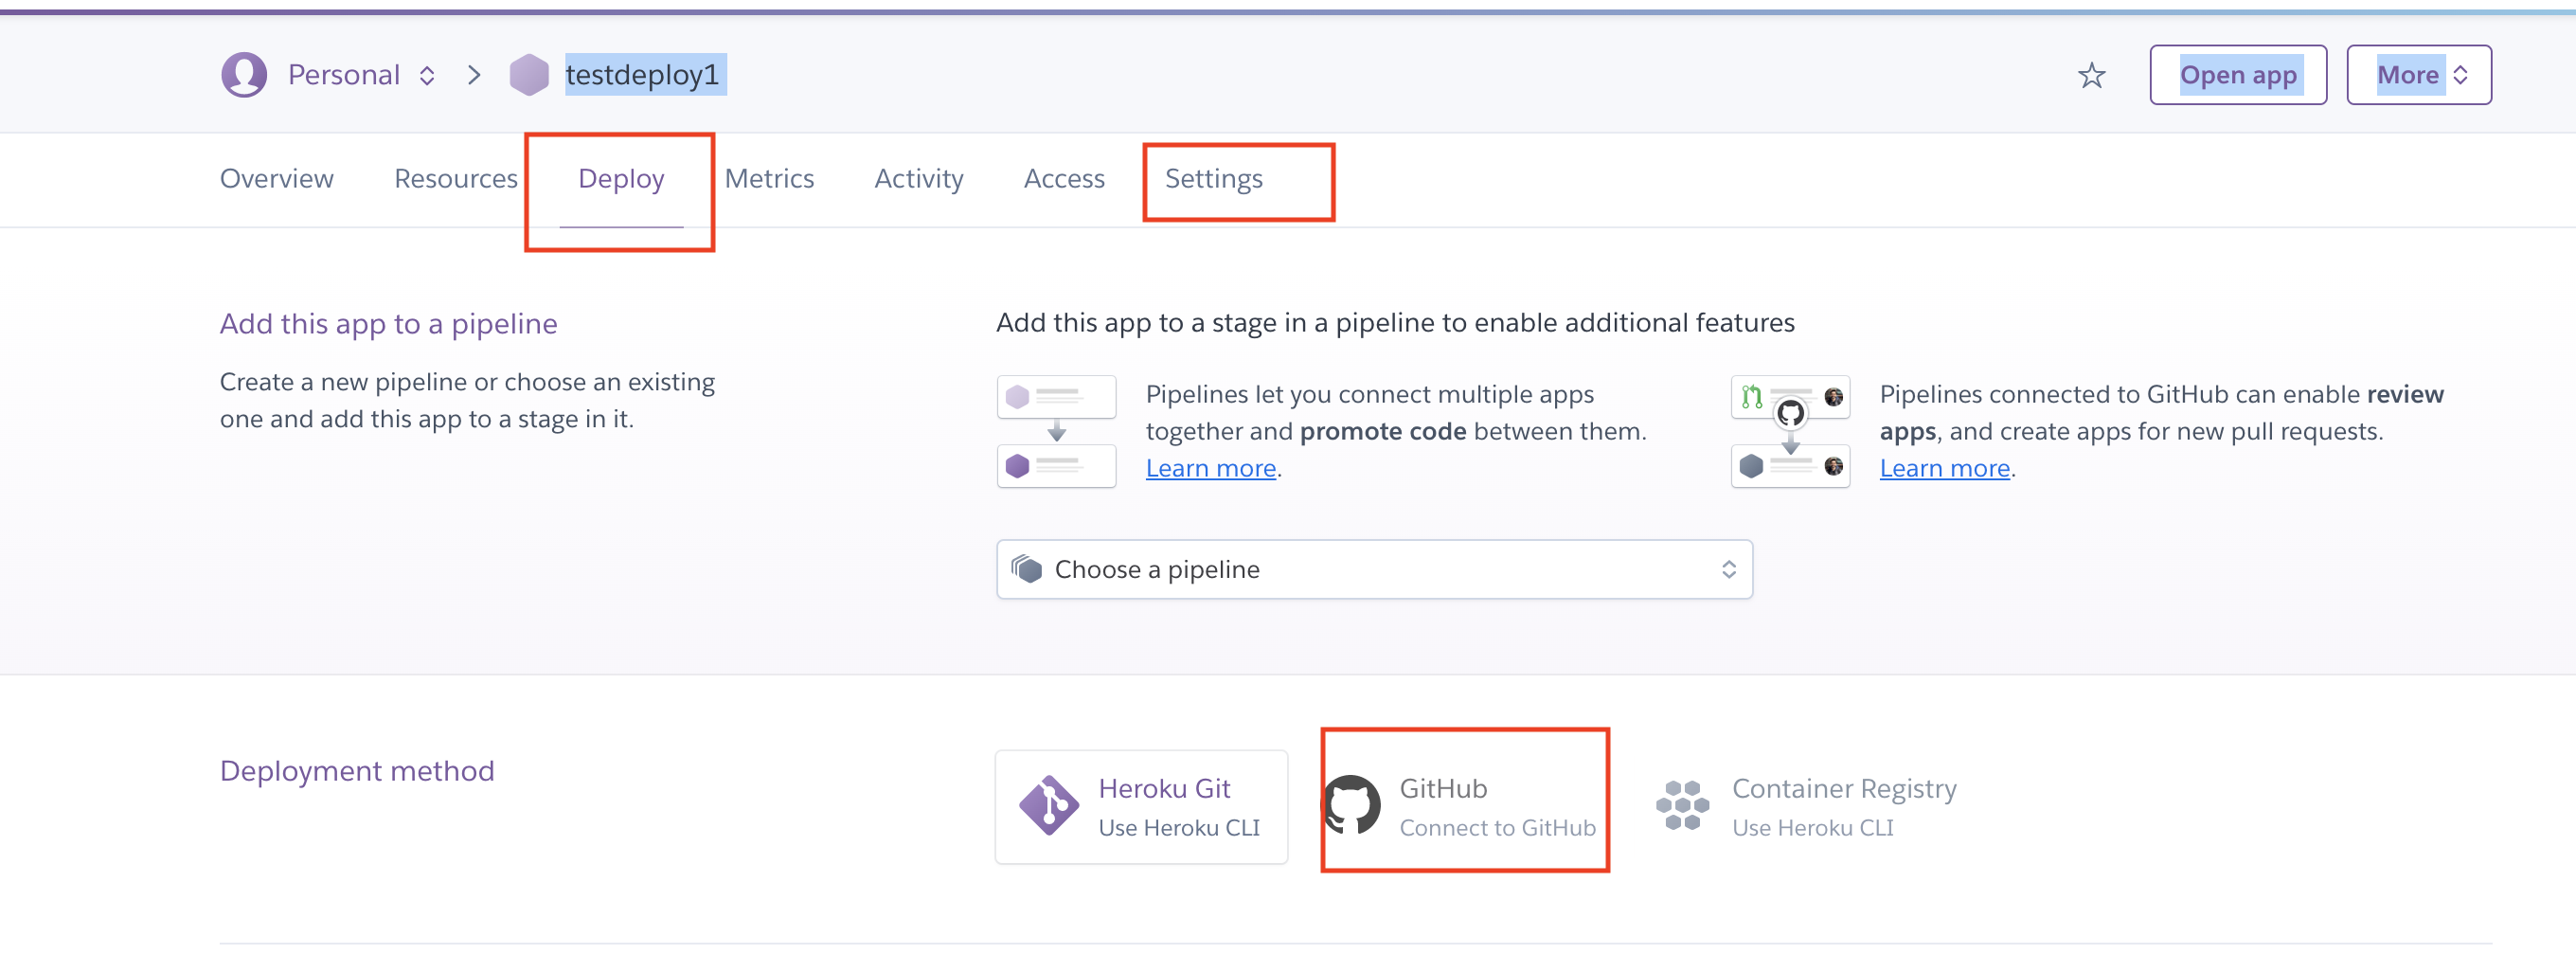 Personal testdeploy1 Open app More
Overview Resources Deploy Metrics Activity Access Settings
Add this app to a pipeline
Create a new pipeline or choose an existing
one and add this app to a stage in it.
Add this app to a stage in a pipeline to enable additional features
Pipelines let you connect multiple apps
together and promote code between them.
Learn more.
Pipelines connected to GitHub can enable review
apps, and create apps for new pull requests.
Learn more.
Choose a pipeline
Deployment method
Heroku Git
Use Heroku CLI
GitHub
Connect to GitHub
Container Registry
Use Heroku CLI